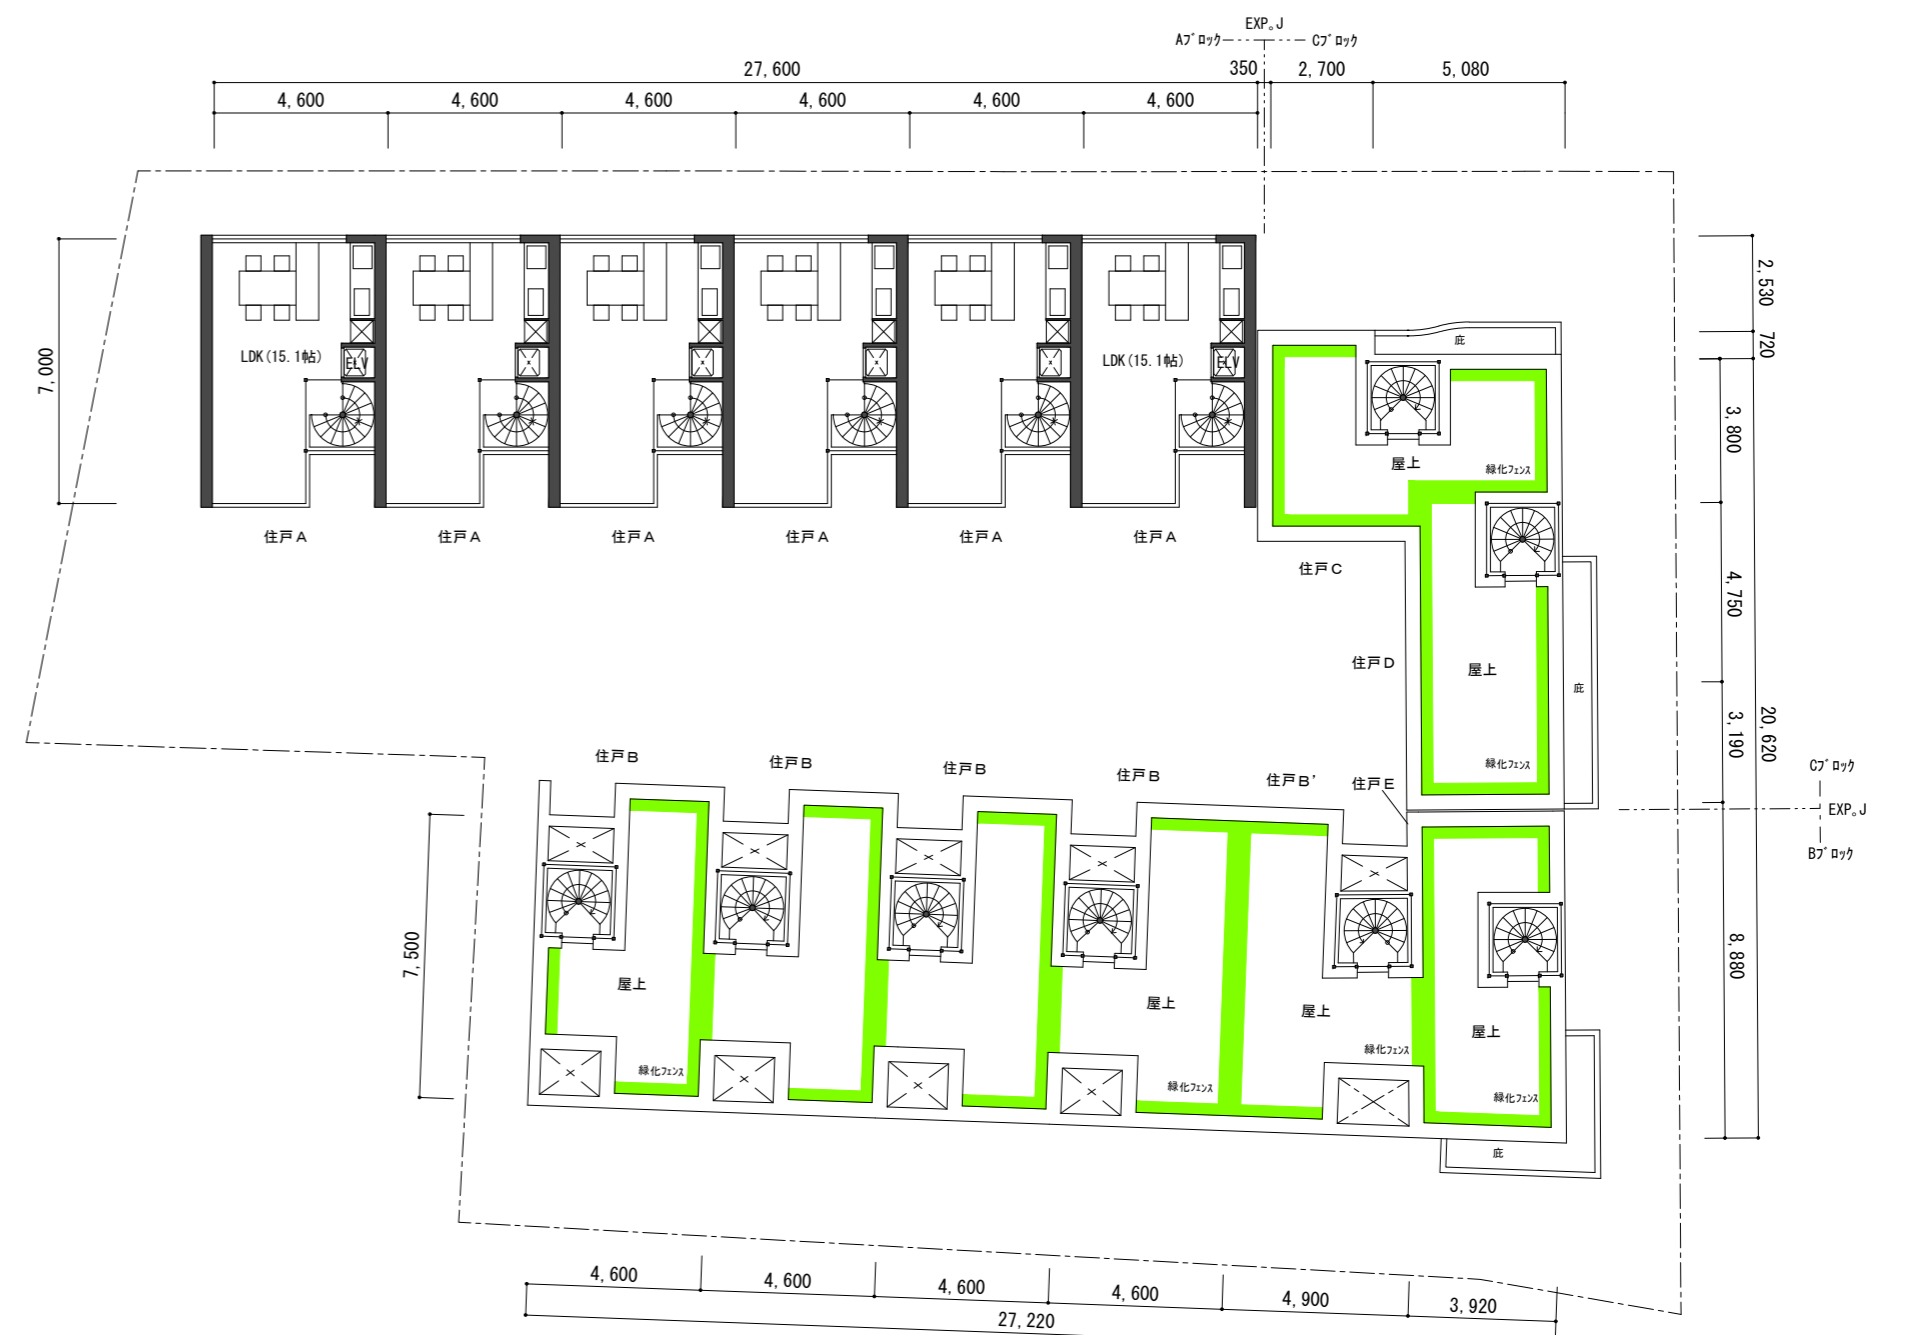 EXP。J
Aブロック
Cブロック
27,600
350
2,700
5,080
4,600
4,600
4,600
4,600
4,600
4,600
7,000
2,530
720
3,800
4,750
3,190
20,620
8,880
LDK(15.1帖)
ELV
LDK(15.1帖)
ELV
庇
屋上
緑化フェンス
住戸A
住戸A
住戸A
住戸A
住戸A
住戸A
住戸C
住戸D
屋上
庇
緑化フェンス
住戸B
住戸B
住戸B
住戸B
住戸B'
住戸E
Cブロック
EXP。J
Bブロック
7,500
屋上
屋上
屋上
屋上
緑化フェンス
緑化フェンス
緑化フェンス
緑化フェンス
庇
4,600
4,600
4,600
4,600
4,900
3,920
27,220